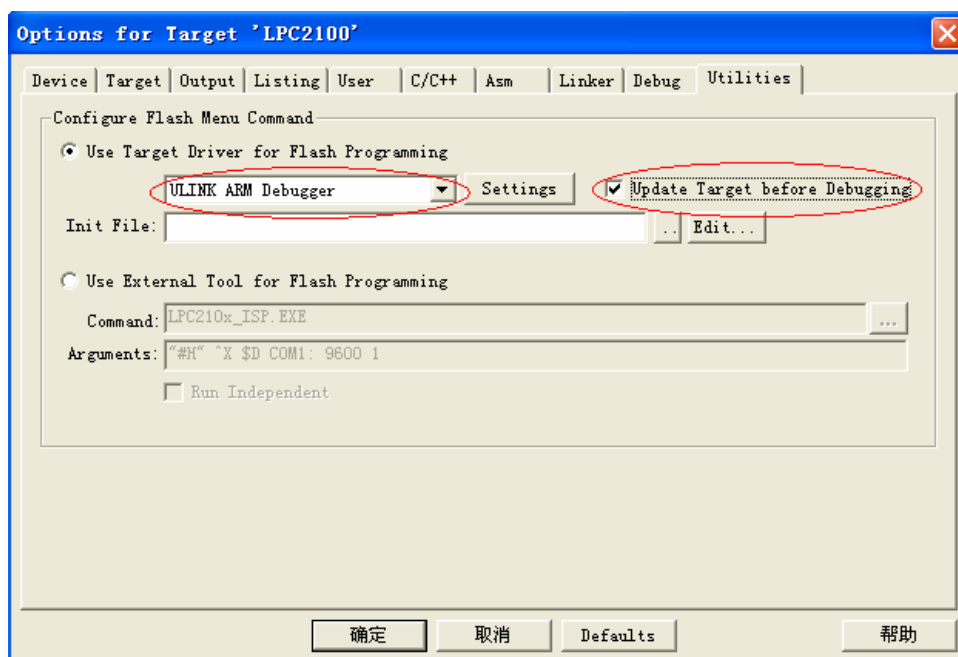 Options for Target 'LPC2100'
Device Target Output Listing User C/C++ Asm Linker Debug Utilities
Configure Flash Menu Command
Use Target Driver for Flash Programming
ULINK ARM Debugger Settings Update Target before Debugging
Init File: .. Edit...
Use External Tool for Flash Programming
Command: LPC210x_ISP.EXE ...
Arguments: "#H" ^X $D COM1: 9600 1
Run Independent
确定 取消 Defaults 帮助